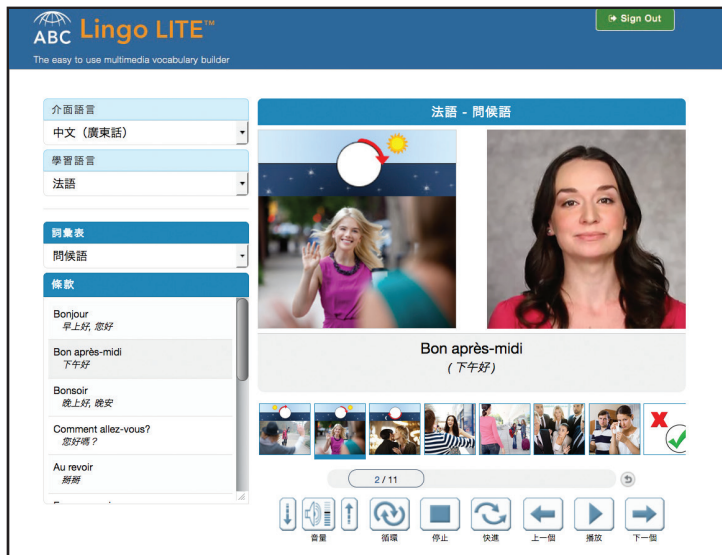 ABC Lingo LITE™
Sign Out
The easy to use multimedia vocabulary builder
介面語言
中文（廣東話）
學習語言
法語
詞彙表
問候語
條款
Bonjour
早上好, 您好
Bon après-midi
下午好
Bonsoir
晚上好, 晚安
Comment allez-vous?
您好嗎？
Au revoir
掰掰
法語 - 問候語
Bon après-midi
(下午好)
2 / 11
音量
循環
停止
快進
上一個
播放
下一個